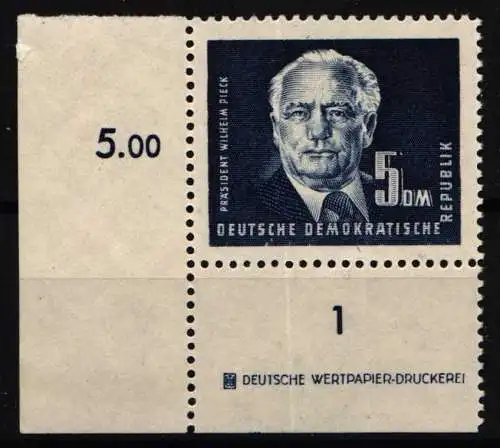 5.00
PRÄSIDENT WILHELM PIECK
5 DM
DEUTSCHE DEMOKRATISCHE
REPUBLIK
1
DEUTSCHE WERTPAPIER-DRUCKEREI